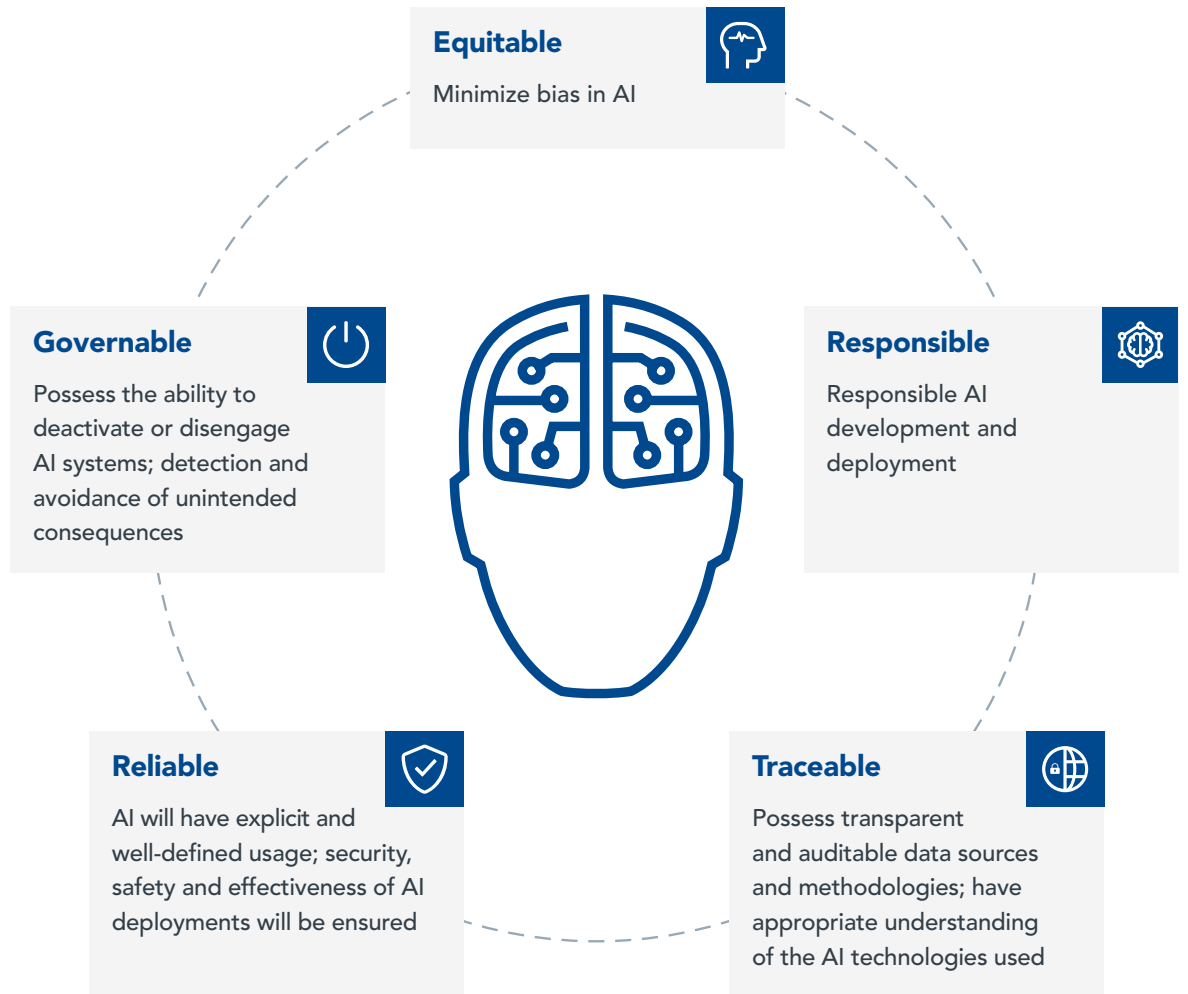 Equitable
Minimize bias in AI
Governable
Possess the ability to
deactivate or disengage
AI systems; detection and
avoidance of unintended
consequences
Responsible
Responsible AI
development and
deployment
Reliable
AI will have explicit and
well-defined usage; security,
safety and effectiveness of AI
deployments will be ensured
Traceable
Possess transparent
and auditable data sources
and methodologies; have
appropriate understanding
of the AI technologies used